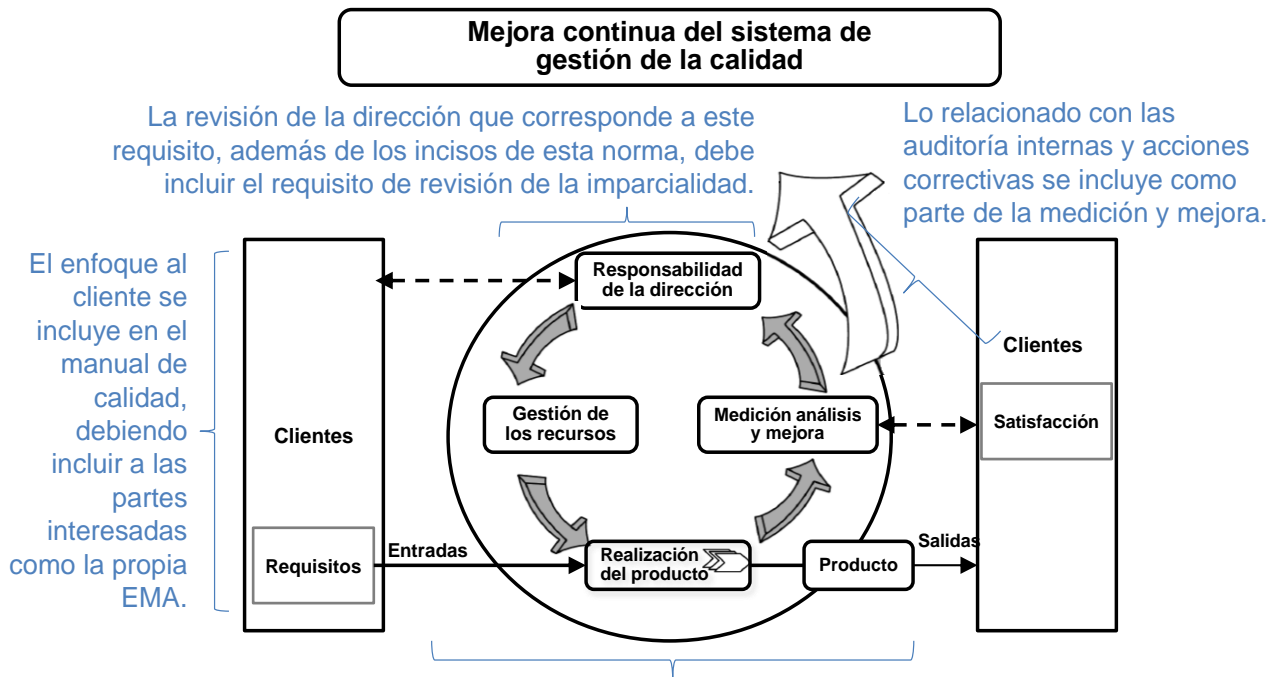 Mejora continua del sistema de
gestión de la calidad
La revisión de la dirección que corresponde a este
requisito, además de los incisos de esta norma, debe
incluir el requisito de revisión de la imparcialidad.
Lo relacionado con las
auditoría internas y acciones
correctivas se incluye como
parte de la medición y mejora.
El enfoque al
cliente se
incluye en el
manual de
calidad,
debiendo
incluir a las
partes
interesadas
como la propia
EMA.
Clientes
Requisitos
Entradas
Responsabilidad
de la dirección
Gestión de
los recursos
Medición análisis
y mejora
Realización
del producto
Producto
Salidas
Clientes
Satisfacción